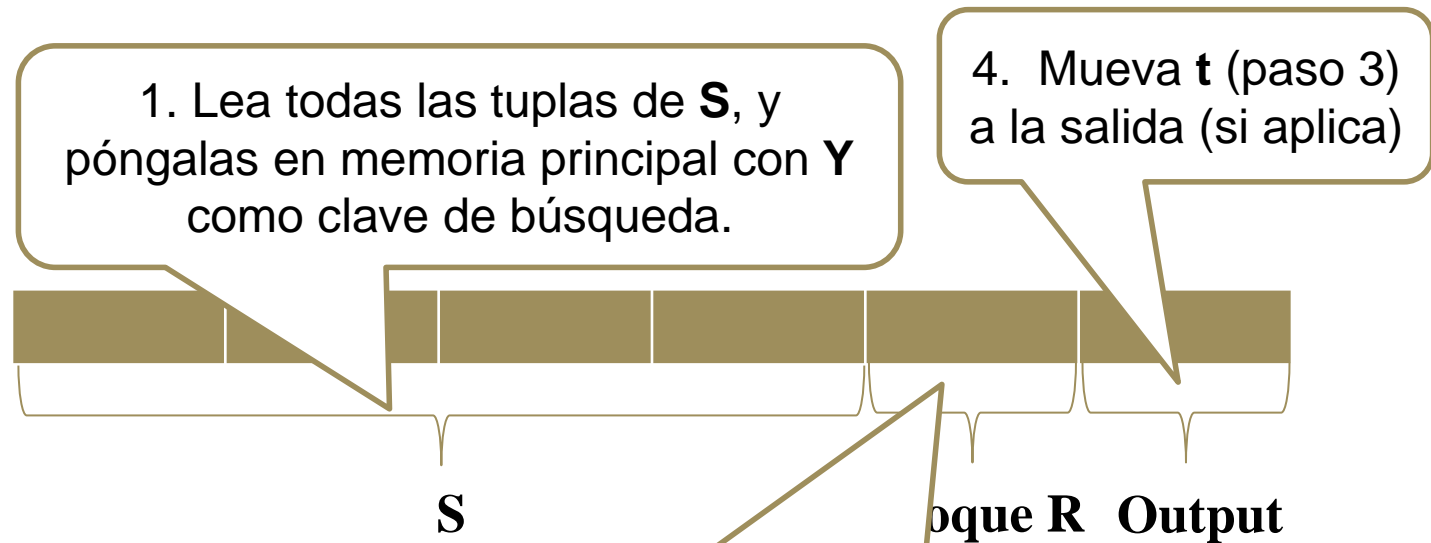 1. Lea todas las tuplas de S, y
póngalas en memoria principal con Y
como clave de búsqueda.
4. Mueva t (paso 3)
a la salida (si aplica)
S
R Output